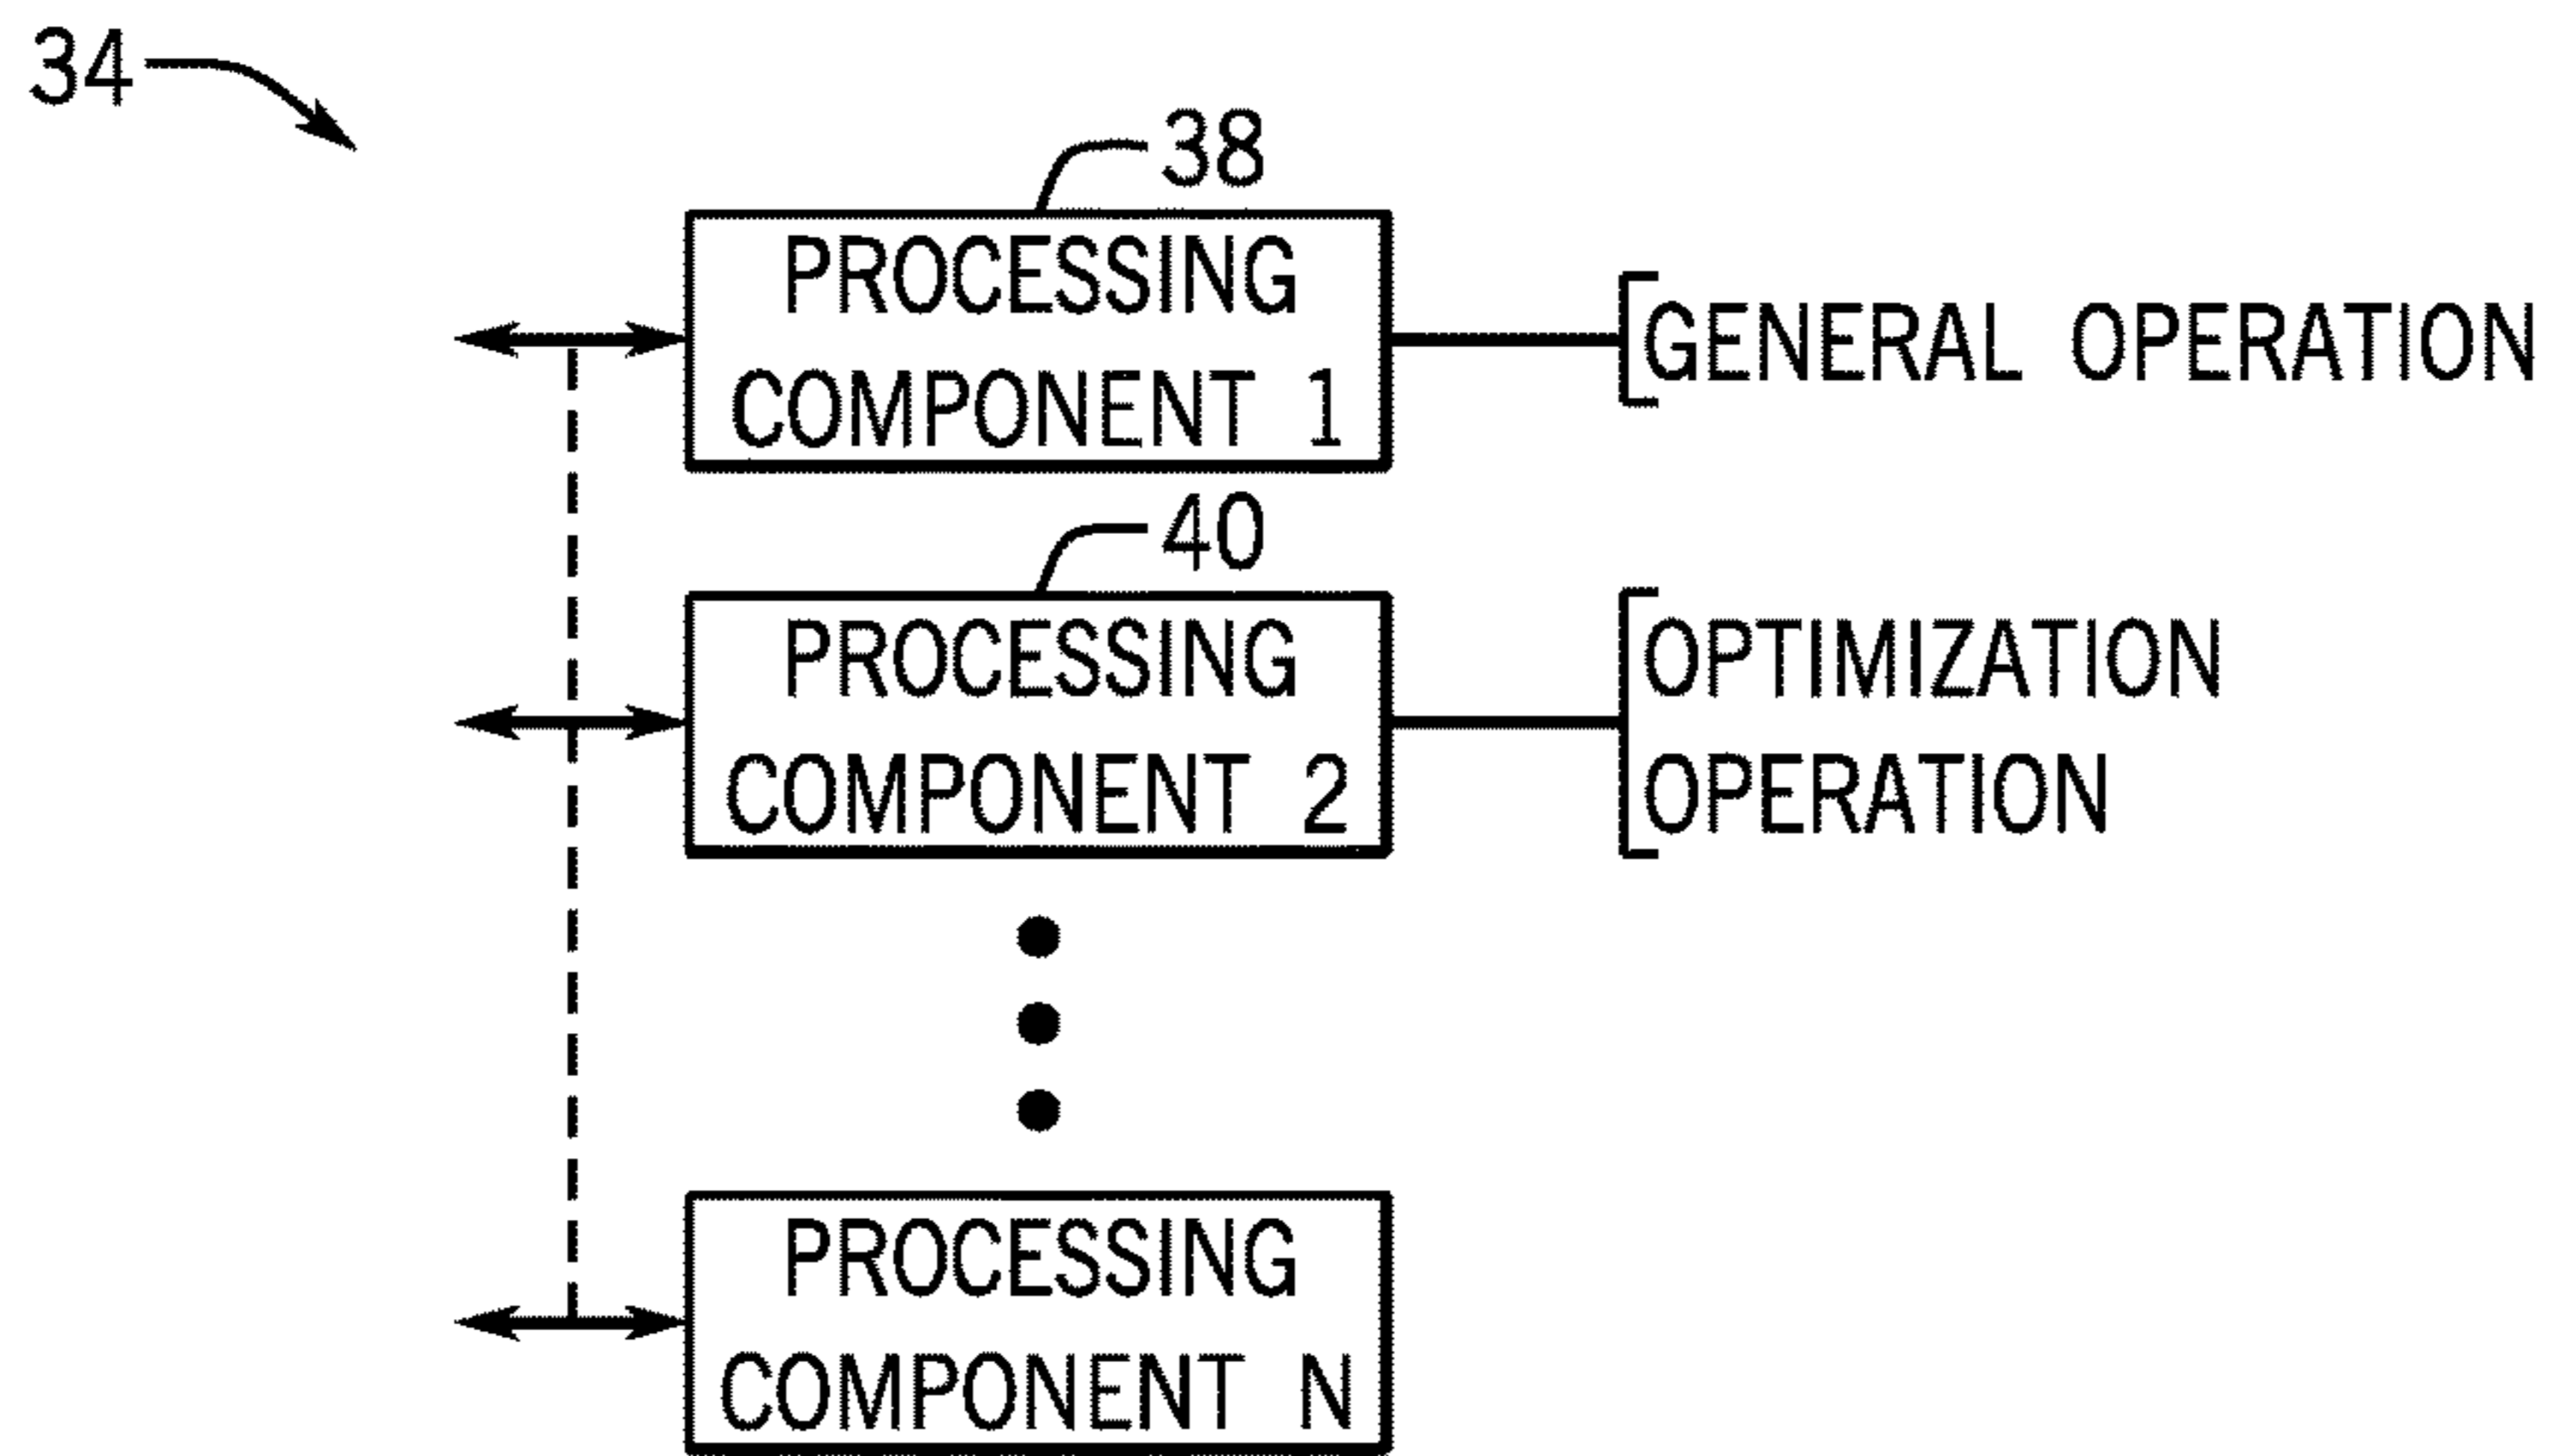 34
38
PROCESSING
COMPONENT 1
GENERAL OPERATION
40
PROCESSING
COMPONENT 2
OPTIMIZATION
OPERATION
PROCESSING
COMPONENT N